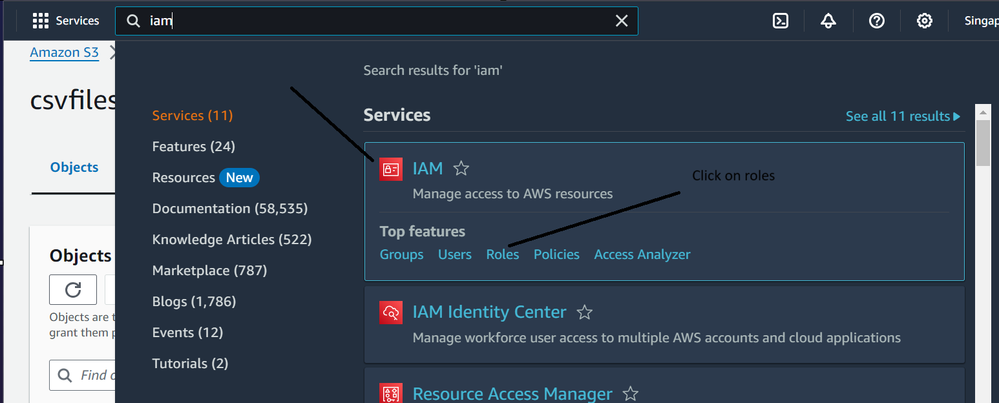 Services
iam
Singap
Amazon S3
csvfiles
Objects
Objects
Objects are t
grant them p
Find o
Search results for 'iam'
Services (11)
Features (24)
Resources New
Documentation (58,535)
Knowledge Articles (522)
Marketplace (787)
Blogs (1,786)
Events (12)
Tutorials (2)
Services
See all 11 results
IAM
Manage access to AWS resources
Click on roles
Top features
Groups Users Roles Policies Access Analyzer
IAM Identity Center
Manage workforce user access to multiple AWS accounts and cloud applications
Resource Access Manager